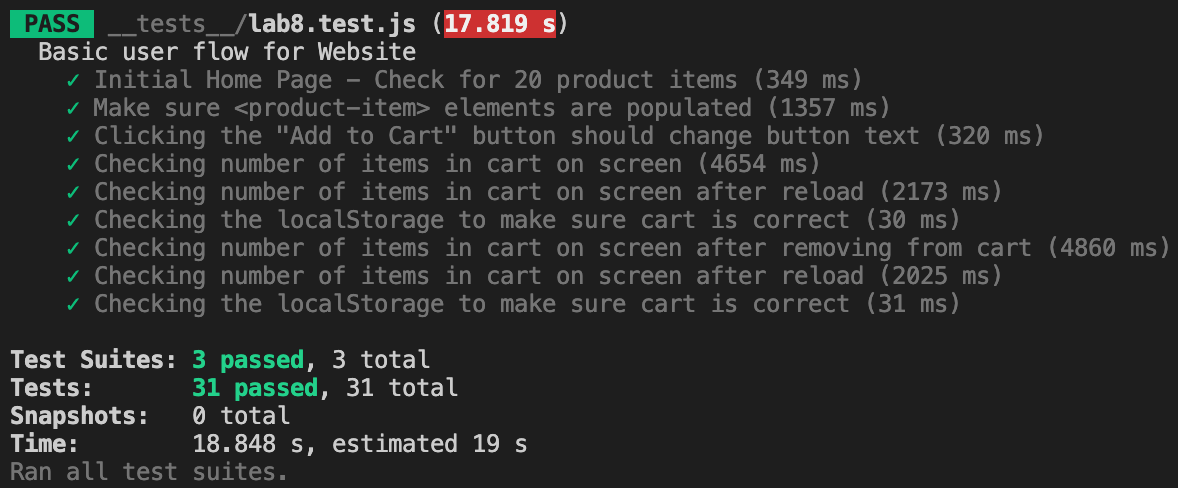 PASS __tests__/lab8.test.js (17.819 s)
Basic user flow for Website
✓ Initial Home Page – Check for 20 product items (349 ms)
✓ Make sure <product-item> elements are populated (1357 ms)
✓ Clicking the "Add to Cart" button should change button text (320 ms)
✓ Checking number of items in cart on screen (4654 ms)
✓ Checking number of items in cart on screen after reload (2173 ms)
✓ Checking the localStorage to make sure cart is correct (30 ms)
✓ Checking number of items in cart on screen after removing from cart (4860 ms)
✓ Checking number of items in cart on screen after reload (2025 ms)
✓ Checking the localStorage to make sure cart is correct (31 ms)
Test Suites: 3 passed, 3 total
Tests: 31 passed, 31 total
Snapshots: 0 total
Time: 18.848 s, estimated 19 s
Ran all test suites.